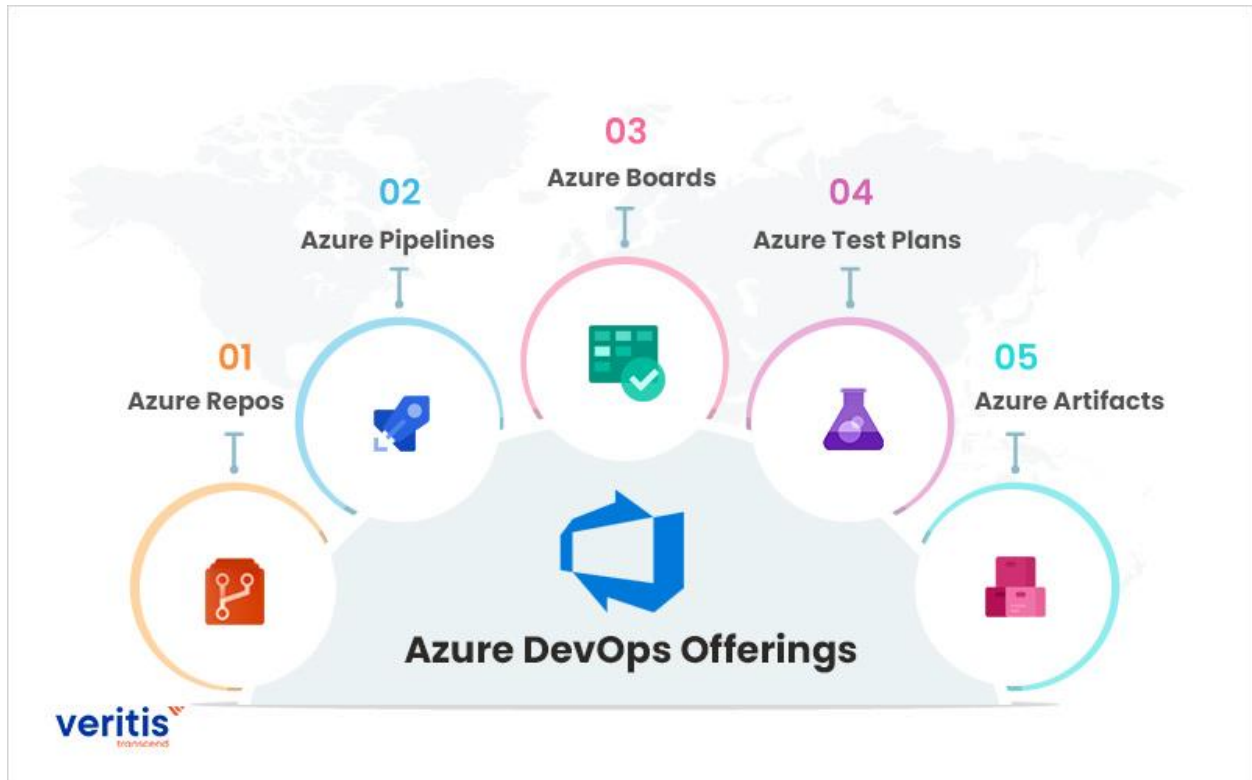 03
Azure Boards
02
Azure Pipelines
04
Azure Test Plans
01
Azure Repos
05
Azure Artifacts
Azure DevOps Offerings
veritis
transcend